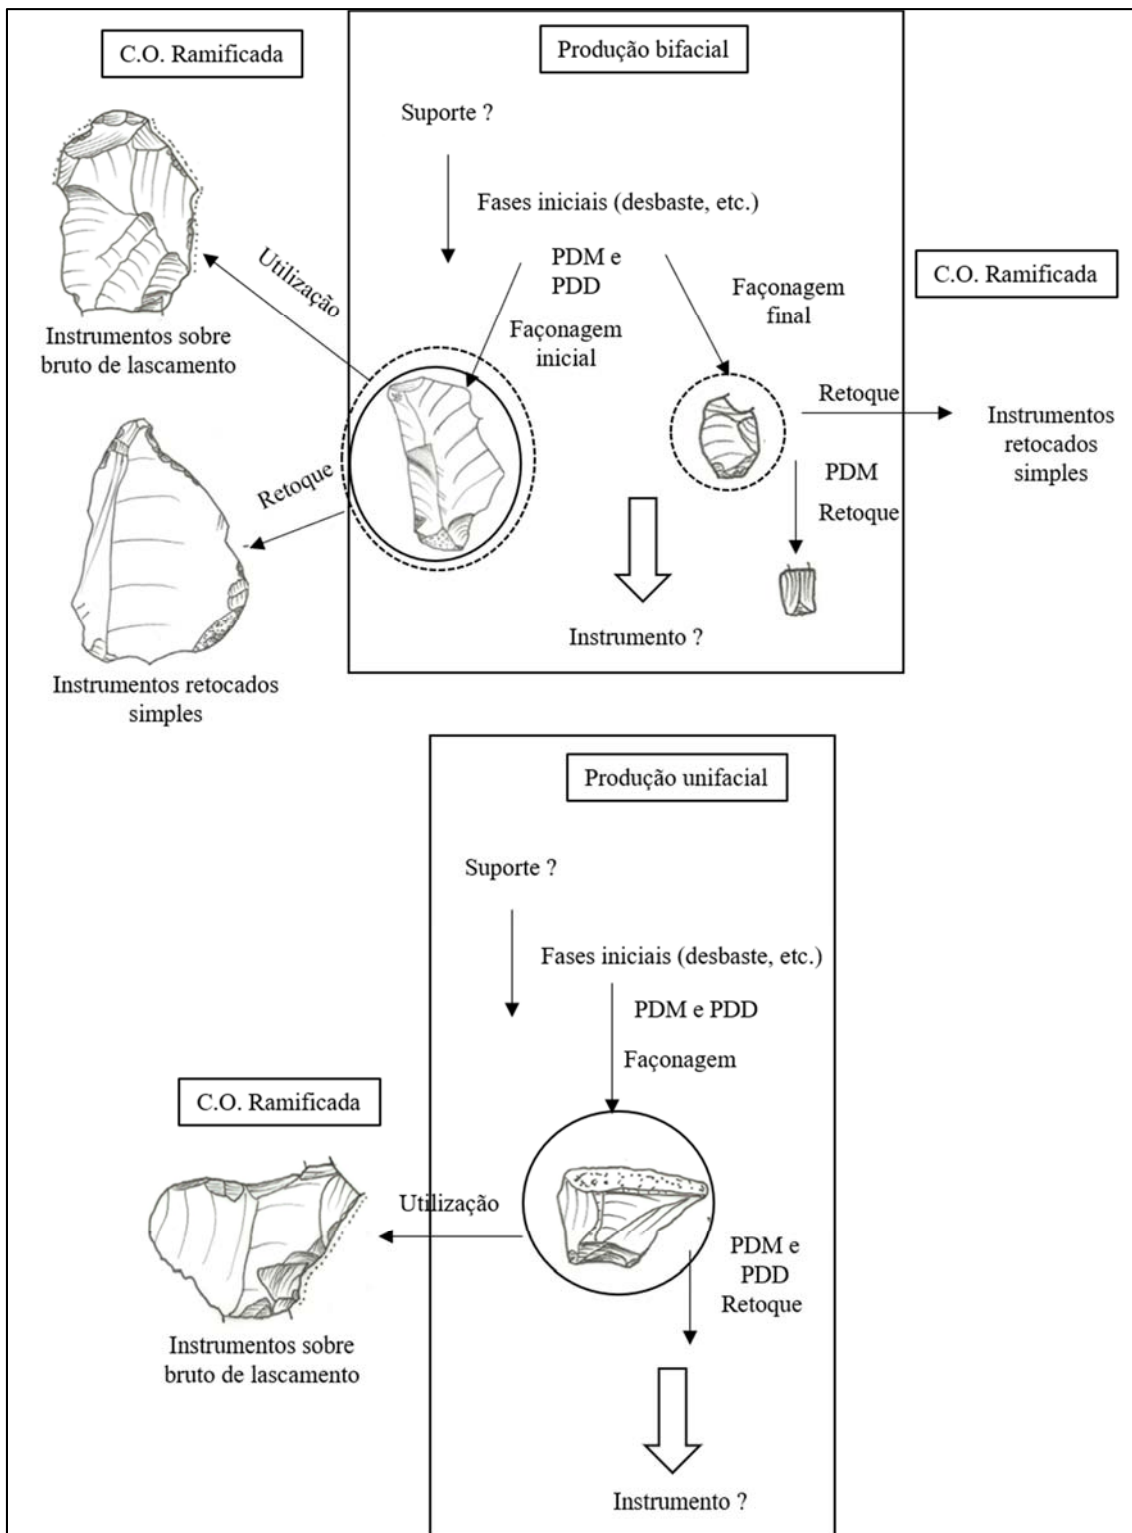 C.O. Ramificada
Produção bifacial
Suporte ?
Fases iniciais (desbaste, etc.)
PDM e
PDD
Façonagem
inicial
Façonagem
final
C.O. Ramificada
Utilização
Instrumentos sobre
bruto de lascamento
Retoque
Instrumentos
retocados
simples
Retoque
PDM
Retoque
Instrumento ?
Instrumentos retocados
simples
Produção unifacial
Suporte ?
Fases iniciais (desbaste, etc.)
PDM e PDD
Façonagem
C.O. Ramificada
Utilização
PDM e
PDD
Retoque
Instrumentos sobre
bruto de lascamento
Instrumento ?